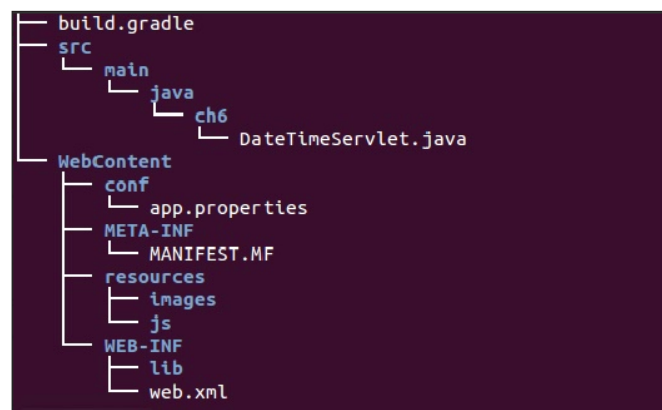 build.gradle
src
main
java
ch6
DateTimeServlet.java
WebContent
conf
app.properties
META-INF
MANIFEST.MF
resources
images
js
WEB-INF
lib
web.xml